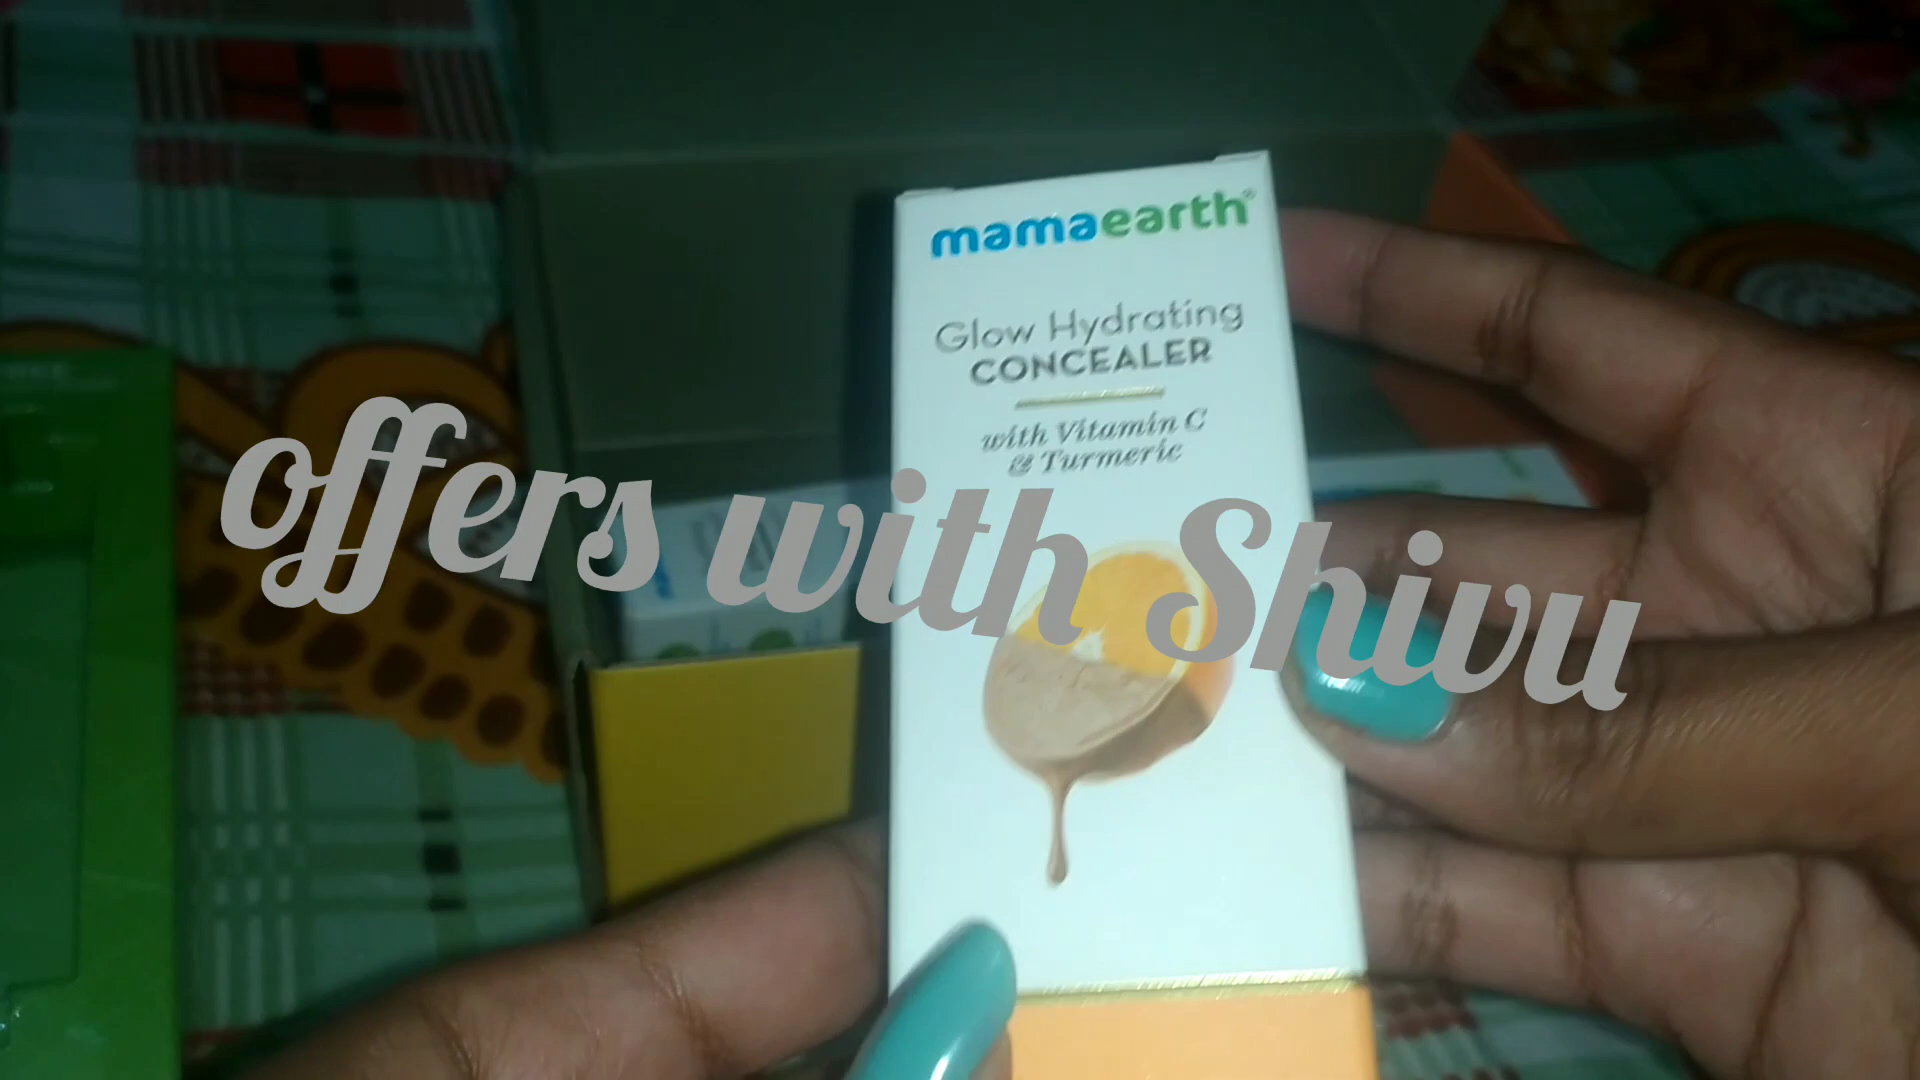 mamaearth®
Glow Hydrating
CONCEALER
with Vitamin C
& Turmeric
offers with Shivu